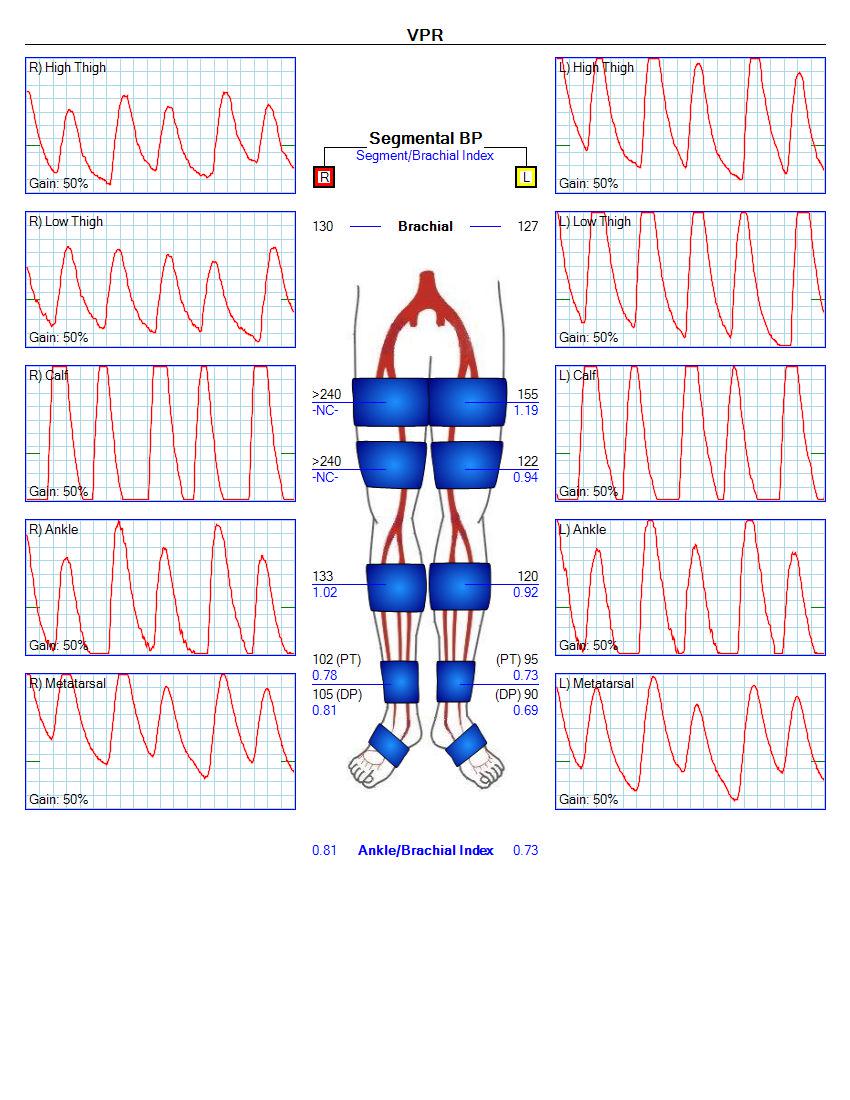 VPR
R) High Thigh
Gain: 50%
R) Low Thigh
Gain: 50%
R) Calf
Gain: 50%
R) Ankle
Gain: 50%
R) Metatarsal
Gain: 50%
Segmental BP
Segment/Brachial Index
R L
130 Brachial 127
>240 155
-NC- 1.19
>240 122
-NC- 0.94
133 120
1.02 0.92
102 (PT) (PT) 95
0.78 0.73
105 (DP) (DP) 90
0.81 0.69
0.81 Ankle/Brachial Index 0.73
L) High Thigh
Gain: 50%
L) Low Thigh
Gain: 50%
L) Calf
Gain: 50%
L) Ankle
Gain: 50%
L) Metatarsal
Gain: 50%